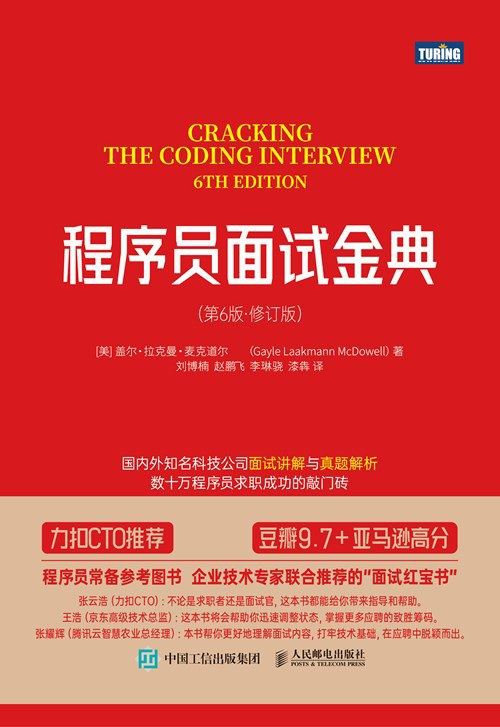 TURING
CRACKING
THE CODING INTERVIEW
6TH EDITION
程序员面试金典
(第6版·修订版)
[美] 盖尔·拉克曼·麦克道尔 (Gayle Laakmann McDowell) 著
刘博楠 赵鹏飞 李琳骁 漆犇 译
国内外知名科技公司面试讲解与真题解析
数十万程序员求职成功的敲门砖
力扣CTO推荐 豆瓣9.7+亚马逊高分
程序员常备参考图书 企业技术专家联合推荐的“面试红宝书”
张云浩 (力扣CTO) : 不论是求职者还是面试官, 这本书都能给你带来指导和帮助。
王浩 (京东高级技术总监) : 这本书将会帮助你迅速调整状态, 掌握更多应聘的致胜筹码。
张耀辉 (腾讯云智慧农业总经理) : 本书帮你更好地理解面试内容, 打牢技术基础, 在应聘中脱颖而出。
中国工信出版集团 人民邮电出版社
POSTS & TELECOM PRESS